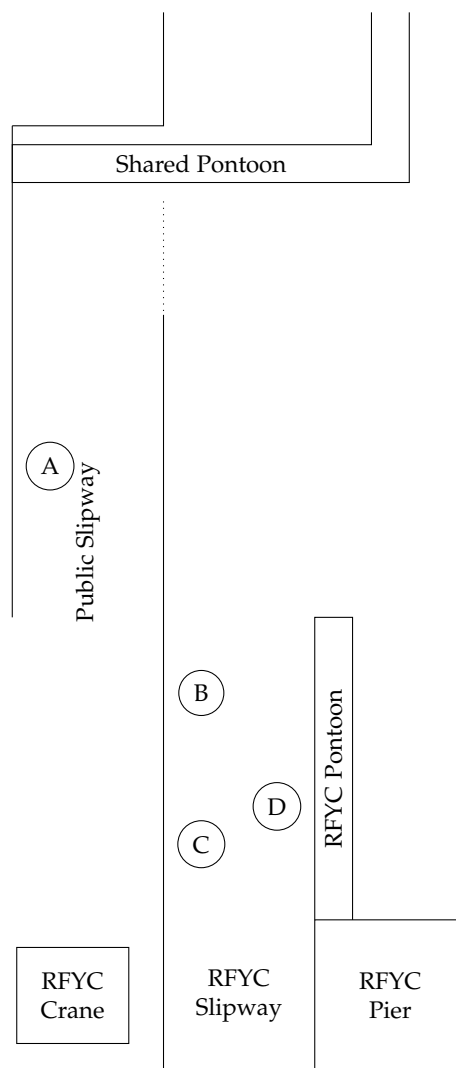 Shared Pontoon
A
Public Slipway
B
RFYC Pontoon
D
C
RFYC
Crane
RFYC
Slipway
RFYC
Pier